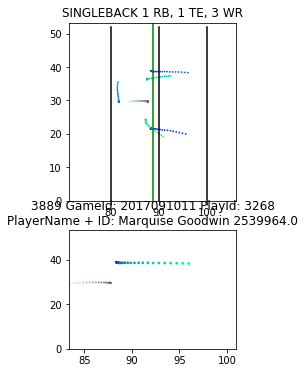 SINGLEBACK 1 RB, 1 TE, 3 WR
50
40
30
20
10
0
80 90 100
3889 GameId: 2017091011 PlayId: 3268
PlayerName + ID: Marquise Goodwin 2539964.0
40
20
0
85 90 95 100